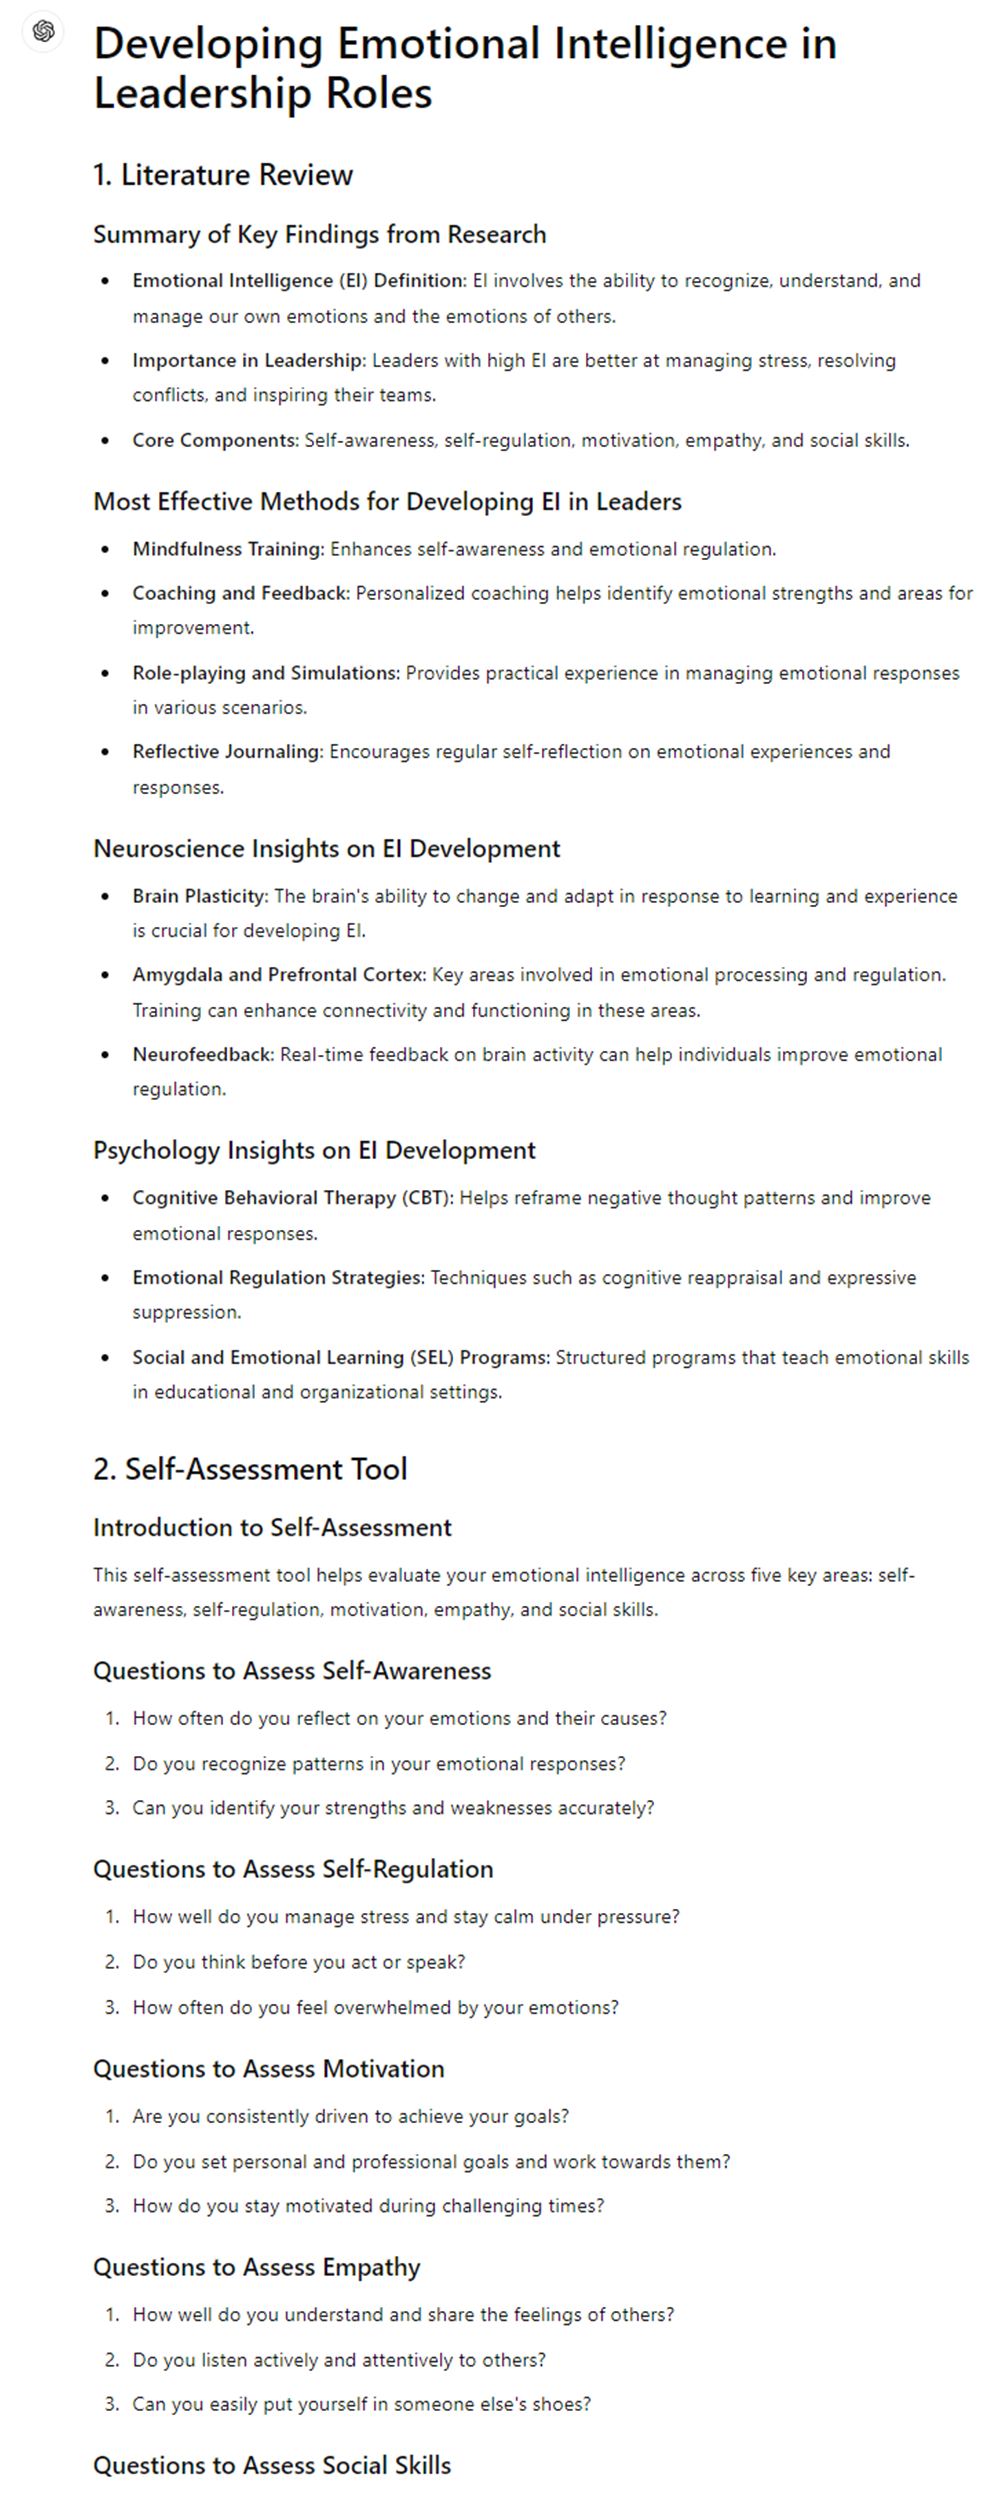 Developing Emotional Intelligence in
Leadership Roles
1. Literature Review
Summary of Key Findings from Research
• Emotional Intelligence (EI) Definition: EI involves the ability to recognize, understand, and
manage our own emotions and the emotions of others.
• Importance in Leadership: Leaders with high EI are better at managing stress, resolving
conflicts, and inspiring their teams.
• Core Components: Self-awareness, self-regulation, motivation, empathy, and social skills.
Most Effective Methods for Developing EI in Leaders
• Mindfulness Training: Enhances self-awareness and emotional regulation.
• Coaching and Feedback: Personalized coaching helps identify emotional strengths and areas for
improvement.
• Role-playing and Simulations: Provides practical experience in managing emotional responses
in various scenarios.
• Reflective Journaling: Encourages regular self-reflection on emotional experiences and
responses.
Neuroscience Insights on EI Development
• Brain Plasticity: The brain's ability to change and adapt in response to learning and experience
is crucial for developing EI.
• Amygdala and Prefrontal Cortex: Key areas involved in emotional processing and regulation.
Training can enhance connectivity and functioning in these areas.
• Neurofeedback: Real-time feedback on brain activity can help individuals improve emotional
regulation.
Psychology Insights on EI Development
• Cognitive Behavioral Therapy (CBT): Helps reframe negative thought patterns and improve
emotional responses.
• Emotional Regulation Strategies: Techniques such as cognitive reappraisal and expressive
suppression.
• Social and Emotional Learning (SEL) Programs: Structured programs that teach emotional skills
in educational and organizational settings.
2. Self-Assessment Tool
Introduction to Self-Assessment
This self-assessment tool helps evaluate your emotional intelligence across five key areas: self-
awareness, self-regulation, motivation, empathy, and social skills.
Questions to Assess Self-Awareness
1. How often do you reflect on your emotions and their causes?
2. Do you recognize patterns in your emotional responses?
3. Can you identify your strengths and weaknesses accurately?
Questions to Assess Self-Regulation
1. How well do you manage stress and stay calm under pressure?
2. Do you think before you act or speak?
3. How often do you feel overwhelmed by your emotions?
Questions to Assess Motivation
1. Are you consistently driven to achieve your goals?
2. Do you set personal and professional goals and work towards them?
3. How do you stay motivated during challenging times?
Questions to Assess Empathy
1. How well do you understand and share the feelings of others?
2. Do you listen actively and attentively to others?
3. Can you easily put yourself in someone else's shoes?
Questions to Assess Social Skills